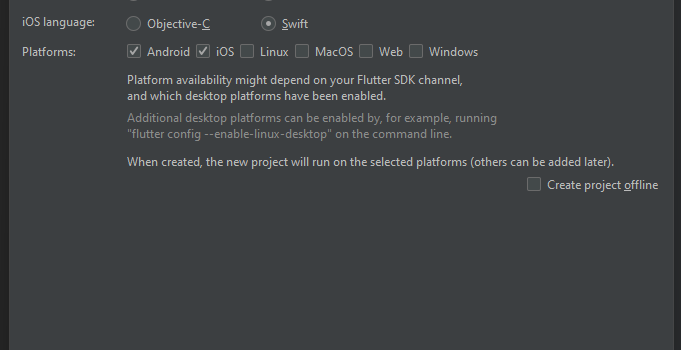 iOS language: Objective-C Swift
Platforms: Android iOS Linux MacOS Web Windows
Platform availability might depend on your Flutter SDK channel,
and which desktop platforms have been enabled.
Additional desktop platforms can be enabled by, for example, running
"flutter config --enable-linux-desktop" on the command line.
When created, the new project will run on the selected platforms (others can be added later).
Create project offline